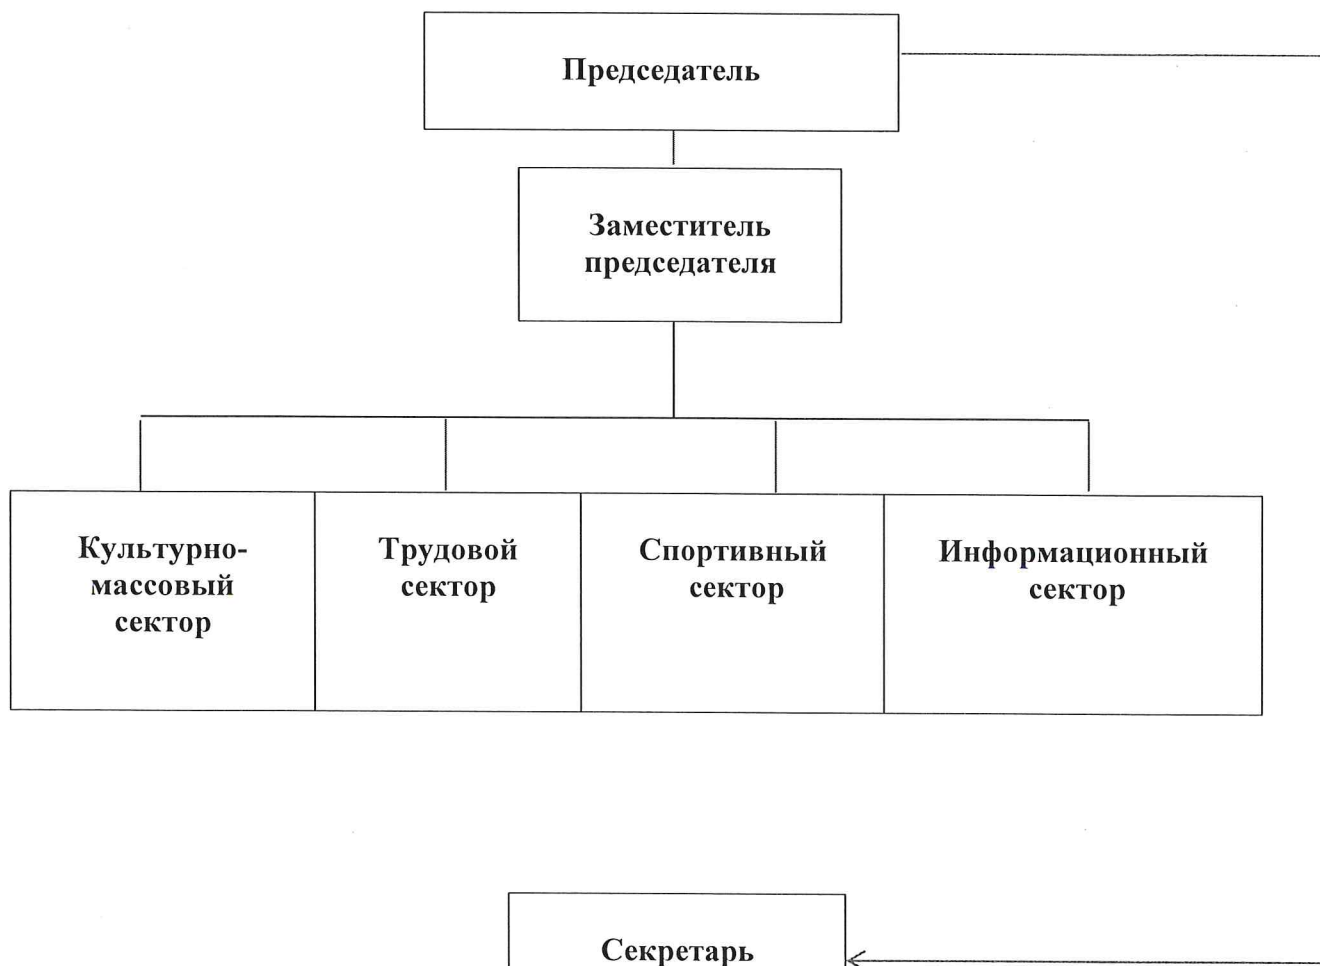 Председатель
Заместитель
председателя
Культурно-
массовый
сектор
Трудовой
сектор
Спортивный
сектор
Информационный
сектор
Секретарь